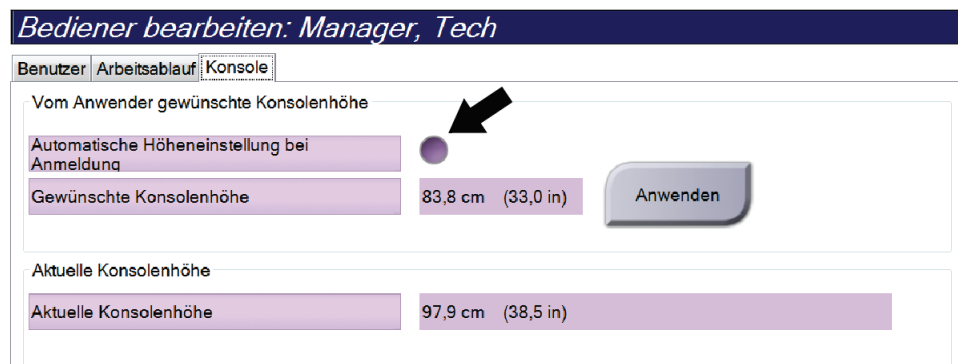 Bediener bearbeiten: Manager, Tech
Benutzer Arbeitsablauf Konsole
Vom Anwender gewünschte Konsolenhöhe
Automatische Höheneinstellung bei
Anmeldung
Gewünschte Konsolenhöhe 83,8 cm (33,0 in) Anwenden
Aktuelle Konsolenhöhe
Aktuelle Konsolenhöhe 97,9 cm (38,5 in)